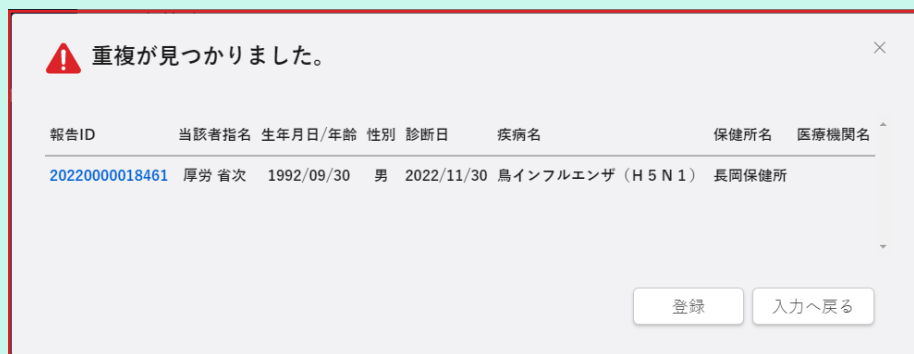 重複が見つかりました。
報告ID 当該者指名 生年月日/年齢 性別 診断日 疾病名 保健所名 医療機関名
20220000018461 厚労 省次 1992/09/30 男 2022/11/30 鳥インフルエンザ（Ｈ５Ｎ１） 長岡保健所
登録 入力へ戻る